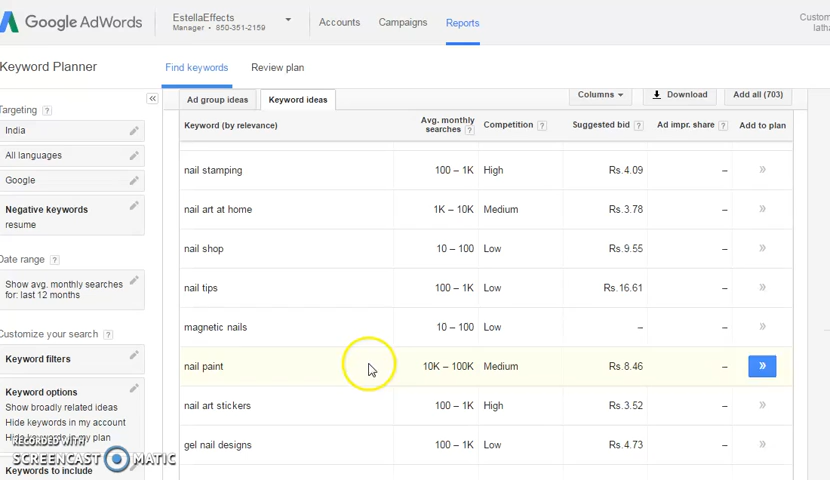 Google AdWords
EstellaEffects
Manager • 850-351-2159
Accounts
Campaigns
Reports
Custom
Keyword Planner
Find keywords
Review plan
Targeting ?
India
All languages
Google
Negative keywords
resume
Date range ?
Show avg. monthly searches
for: last 12 months
Customize your search ?
Keyword filters
Keyword options
Show broadly related ideas
Hide keywords in my account
Keywords to include
RECORDED WITH
SCREENCAST MATIC
Ad group ideas
Keyword ideas
Columns
Download
Add all (703)
Keyword (by relevance) Avg. monthly searches ? Competition ? Suggested bid ? Ad impr. share ? Add to plan
nail stamping 100 – 1K High Rs.4.09 – »
nail art at home 1K – 10K Medium Rs.3.78 – »
nail shop 10 – 100 Low Rs.9.55 – »
nail tips 100 – 1K Low Rs.16.61 – »
magnetic nails 10 – 100 Low – – »
nail paint 10K – 100K Medium Rs.8.46 – »
nail art stickers 100 – 1K High Rs.3.52 – »
gel nail designs 100 – 1K Low Rs.4.73 – »